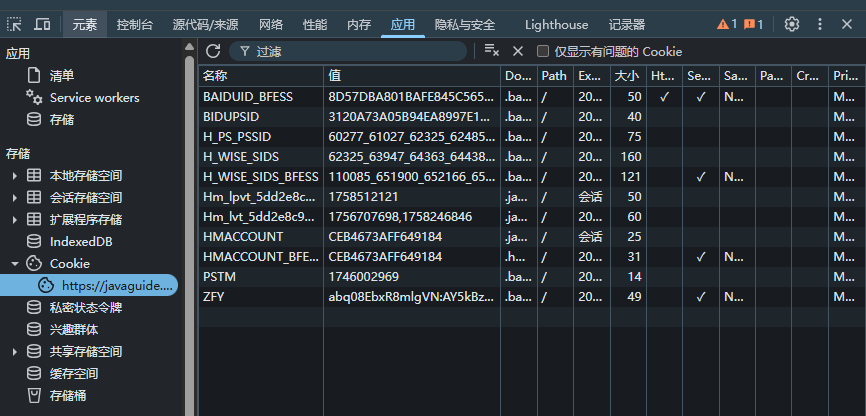 元素 控制台 源代码/来源 网络 性能 内存 应用 隐私与安全 Lighthouse 记录器 1 1
应用
清单
Service workers
存储
存储
本地存储空间
会话存储空间
扩展程序存储
IndexedDB
Cookie
https://javaguide....
私密状态令牌
兴趣群体
共享存储空间
缓存空间
存储桶
过滤 仅显示有问题的 Cookie
名称 值 Do... Path Ex... 大小 Ht... Se... Sa... Pa... Cr... Pri...
BAIDUID_BFESS 8D57DBA801BAFE845C565... .ba... / 20... 50 ✓ ✓ N... M...
BIDUPSID 3120A73A05B94EA8997E1... .ba... / 20... 40 M...
H_PS_PSSID 60277_61027_62325_62485... .ba... / 20... 75 M...
H_WISE_SIDS 62325_63947_64363_64438... .ba... / 20... 160 M...
H_WISE_SIDS_BFESS 110085_651900_652166_65... .ba... / 20... 121 ✓ N... M...
Hm_lpvt_5dd2e8c... 1758512121 .ja... / 会话 50 M...
Hm_lvt_5dd2e8c9... 1756707698,1758246846 .ja... / 20... 60 M...
HMACCOUNT CEB4673AFF649184 .ja... / 会话 25 M...
HMACCOUNT_BFE... CEB4673AFF649184 .h... / 20... 31 ✓ N... M...
PSTM 1746002969 .ba... / 20... 14 M...
ZFY abq08EbxR8mlgVN:AY5kBz... .ba... / 20... 49 ✓ N... M...